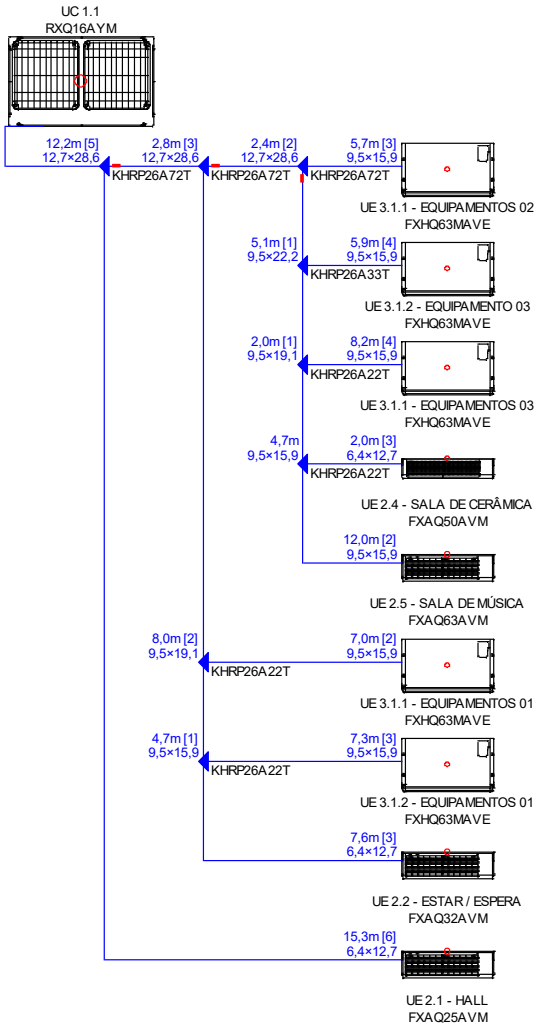 UC 1.1
RXQ16AYM
12,2m [5]
12,7×28,6
2,8m [3]
12,7×28,6
2,4m [2]
12,7×28,6
5,7m [3]
9,5×15,9
KHRP26A72T
KHRP26A72T
KHRP26A72T
UE 3.1.1 - EQUIPAMENTOS 02
FXHQ63MAVE
5,1m [1]
9,5×22,2
5,9m [4]
9,5×15,9
KHRP26A33T
UE 3.1.2 - EQUIPAMENTO 03
FXHQ63MAVE
2,0m [1]
9,5×19,1
8,2m [4]
9,5×15,9
KHRP26A22T
UE 3.1.1 - EQUIPAMENTOS 03
FXHQ63MAVE
4,7m
9,5×15,9
2,0m [3]
6,4×12,7
KHRP26A22T
UE 2.4 - SALA DE CERÂMICA
FXAQ50AVM
12,0m [2]
9,5×15,9
UE 2.5 - SALA DE MÚSICA
FXAQ63AVM
8,0m [2]
9,5×19,1
7,0m [2]
9,5×15,9
KHRP26A22T
UE 3.1.1 - EQUIPAMENTOS 01
FXHQ63MAVE
4,7m [1]
9,5×15,9
7,3m [3]
9,5×15,9
KHRP26A22T
UE 3.1.2 - EQUIPAMENTOS 01
FXHQ63MAVE
7,6m [3]
6,4×12,7
UE 2.2 - ESTAR / ESPERA
FXAQ32AVM
15,3m [6]
6,4×12,7
UE 2.1 - HALL
FXAQ25AVM